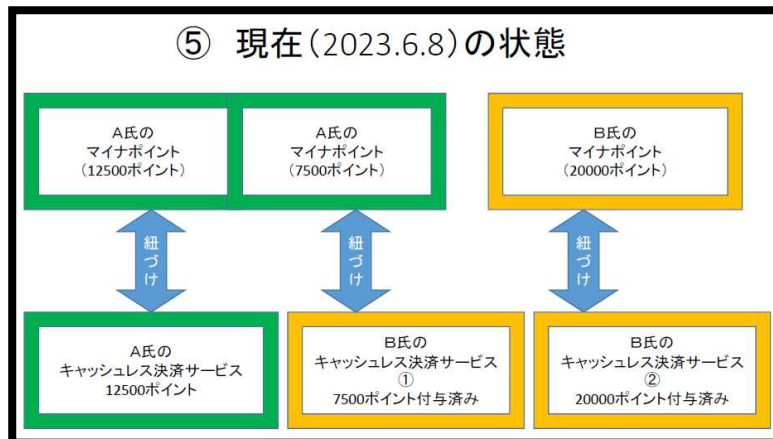 ⑤ 現在(2023.6.8)の状態
A氏の
マイナポイント
(12500ポイント)
A氏の
マイナポイント
(7500ポイント)
B氏の
マイナポイント
(20000ポイント)
紐づけ
紐づけ
紐づけ
A氏の
キャッシュレス決済サービス
12500ポイント
B氏の
キャッシュレス決済サービス
①
7500ポイント付与済み
B氏の
キャッシュレス決済サービス
②
20000ポイント付与済み